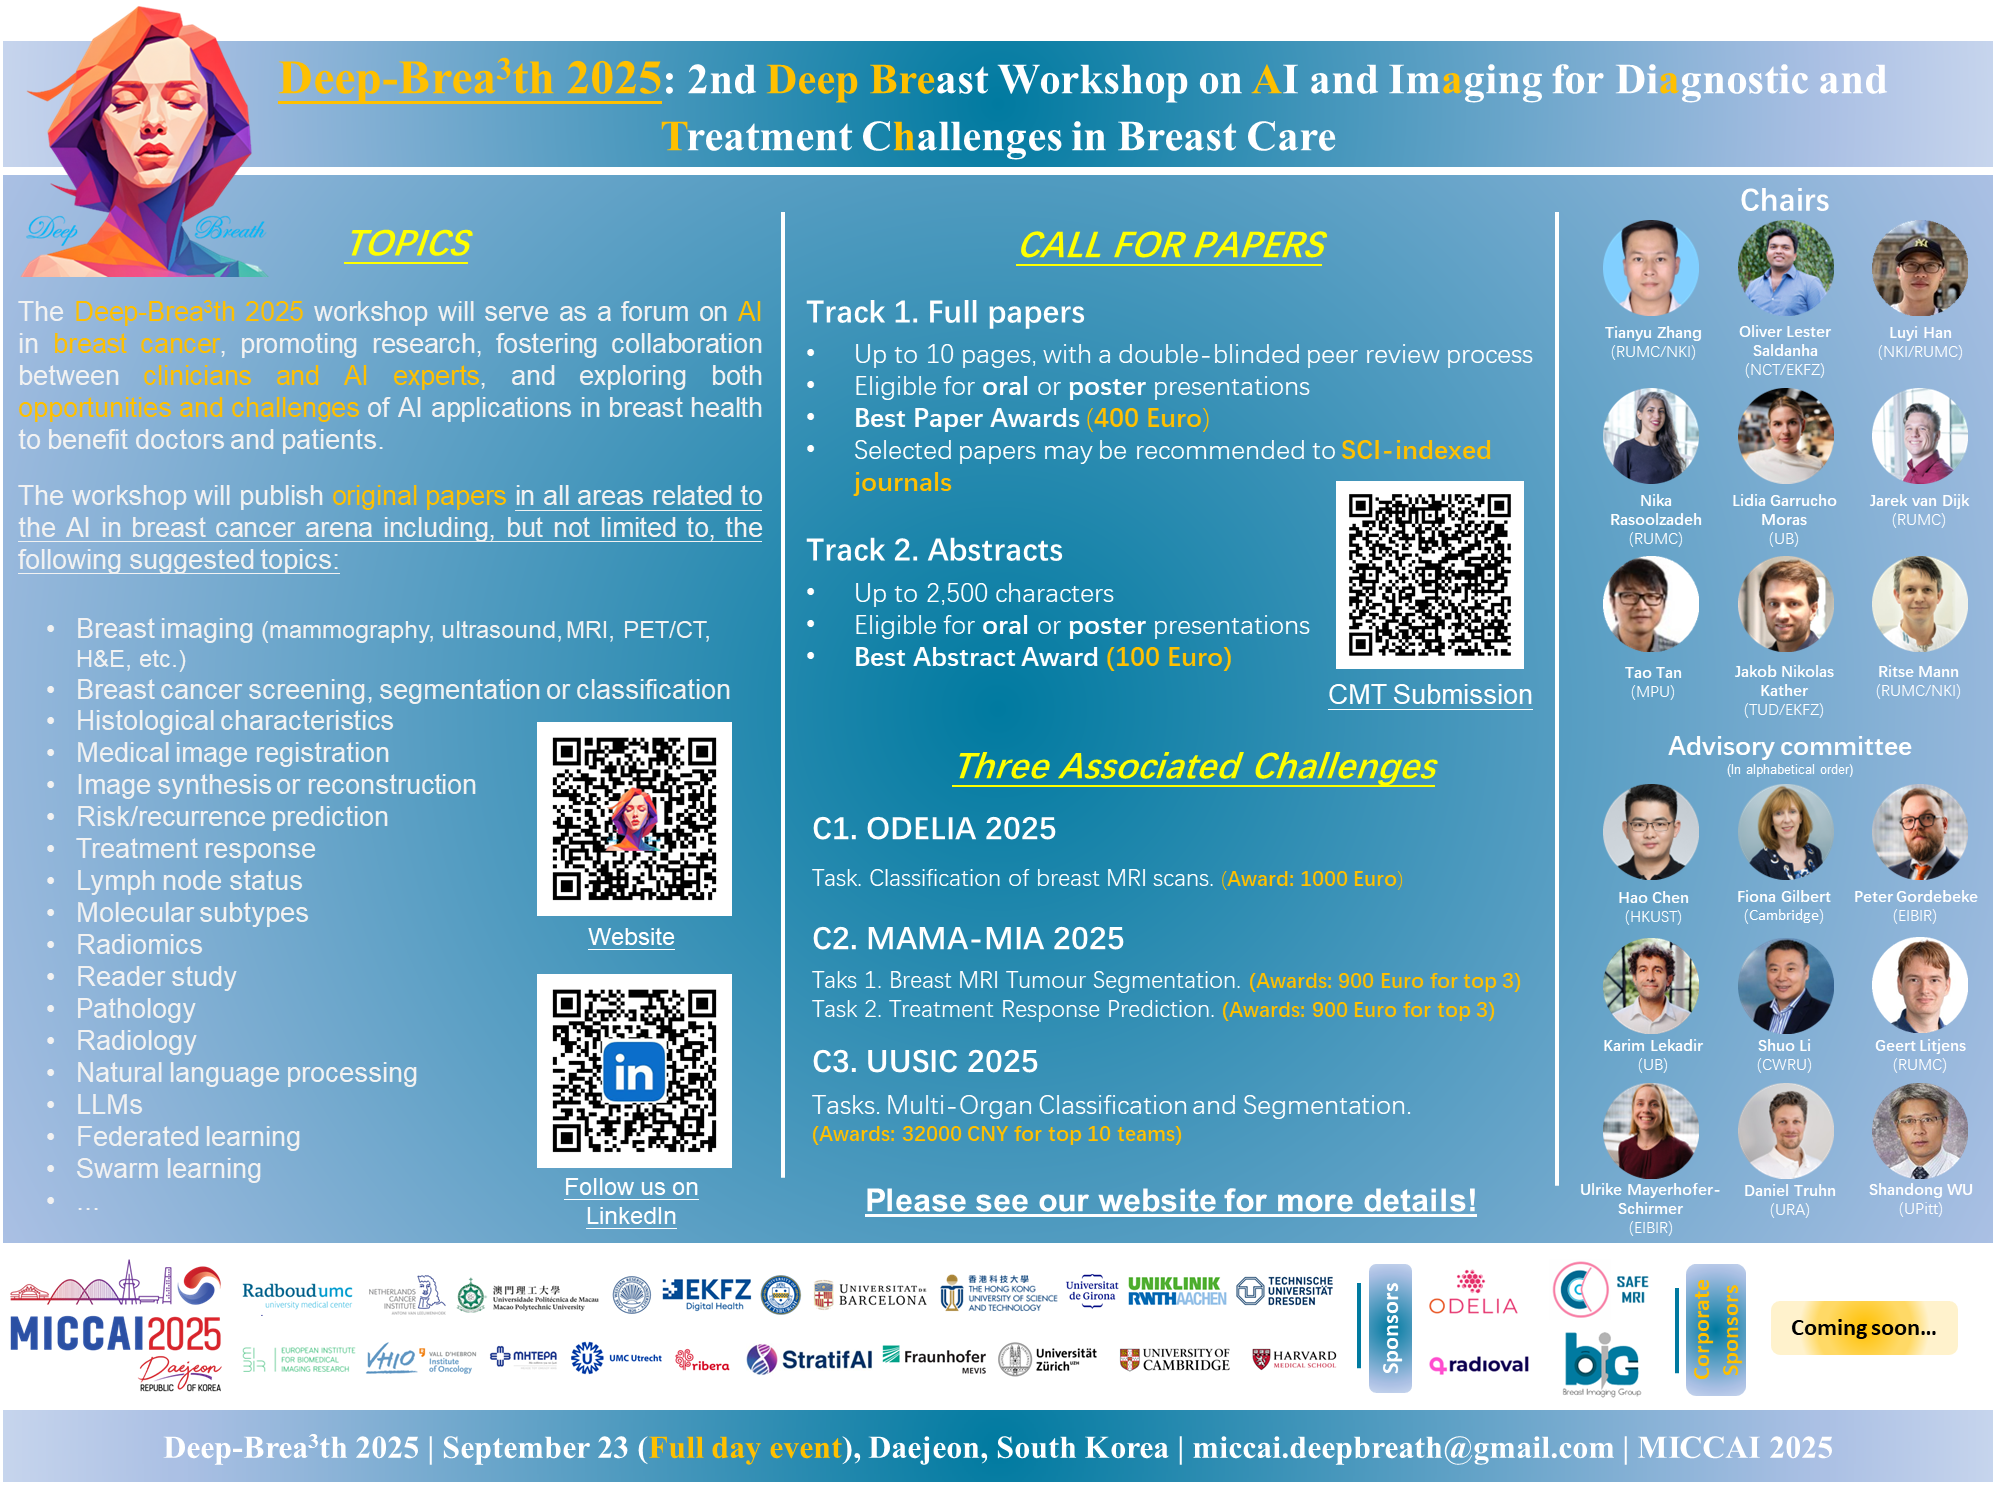 Deep-Brea³th 2025: 2nd Deep Breast Workshop on AI and Imaging for Diagnostic and
Treatment Challenges in Breast Care
Deep Breath
TOPICS
The Deep-Brea³th 2025 workshop will serve as a forum on AI
in breast cancer, promoting research, fostering collaboration
between clinicians and AI experts, and exploring both
opportunities and challenges of AI applications in breast health
to benefit doctors and patients.
The workshop will publish original papers in all areas related to
the AI in breast cancer arena including, but not limited to, the
following suggested topics:
• Breast imaging (mammography, ultrasound, MRI, PET/CT,
H&E, etc.)
• Breast cancer screening, segmentation or classification
• Histological characteristics
• Medical image registration
• Image synthesis or reconstruction
• Risk/recurrence prediction
• Treatment response
• Lymph node status
• Molecular subtypes
• Radiomics
• Reader study
• Pathology
• Radiology
• Natural language processing
• LLMs
• Federated learning
• Swarm learning
• ...
Website
in
Follow us on
LinkedIn
CALL FOR PAPERS
Track 1. Full papers
• Up to 10 pages, with a double-blinded peer review process
• Eligible for oral or poster presentations
• Best Paper Awards (400 Euro)
• Selected papers may be recommended to SCI-indexed
journals
Track 2. Abstracts
• Up to 2,500 characters
• Eligible for oral or poster presentations
• Best Abstract Award (100 Euro)
CMT Submission
Three Associated Challenges
C1. ODELIA 2025
Task. Classification of breast MRI scans. (Award: 1000 Euro)
C2. MAMA-MIA 2025
Taks 1. Breast MRI Tumour Segmentation. (Awards: 900 Euro for top 3)
Task 2. Treatment Response Prediction. (Awards: 900 Euro for top 3)
C3. UUSIC 2025
Tasks. Multi-Organ Classification and Segmentation.
(Awards: 32000 CNY for top 10 teams)
Please see our website for more details!
Chairs
Tianyu Zhang
(RUMC/NKI)
Oliver Lester
Saldanha
(NCT/EKFZ)
Luyi Han
(NKI/RUMC)
Nika
Rasoolzadeh
(RUMC)
Lidia Garrucho
Moras
(UB)
Jarek van Dijk
(RUMC)
Tao Tan
(MPU)
Jakob Nikolas
Kather
(TUD/EKFZ)
Ritse Mann
(RUMC/NKI)
Advisory committee
(In alphabetical order)
Hao Chen
(HKUST)
Fiona Gilbert
(Cambridge)
Peter Gordebeke
(EIBIR)
Karim Lekadir
(UB)
Shuo Li
(CWRU)
Geert Litjens
(RUMC)
Ulrike Mayerhofer-
Schirmer
(EIBIR)
Daniel Truhn
(URA)
Shandong WU
(UPitt)
MICCAI2025
Daejeon
REPUBLIC OF KOREA
Radboudumc
university medical center
NETHERLANDS
CANCER
INSTITUTE
澳門理工大學
Universidade Politécnica de Macau
Macao Polytechnic University
EKFZ
Digital Health
UNIVERSITAT DE
BARCELONA
香港科技大學
THE HONG KONG
UNIVERSITY OF SCIENCE
AND TECHNOLOGY
Universitat
de Girona
UNIKLINIK
RWTHAACHEN
TECHNISCHE
UNIVERSITÄT
DRESDEN
EUROPEAN INSTITUTE
FOR BIOMEDICAL
IMAGING RESEARCH
VHIO
VALL D'HEBRON
Institute
of Oncology
MHTEPA
UMC Utrecht
ribera
StratifAI
Fraunhofer
MEVIS
Universität
Zürich UZH
UNIVERSITY OF
CAMBRIDGE
HARVARD
MEDICAL SCHOOL
Sponsors
ODELIA
SAFE
MRI
radioval
big
Breast Imaging Group
Corporate
Sponsors
Coming soon...
Deep-Brea³th 2025 | September 23 (Full day event), Daejeon, South Korea | miccai.deepbreath@gmail.com | MICCAI 2025